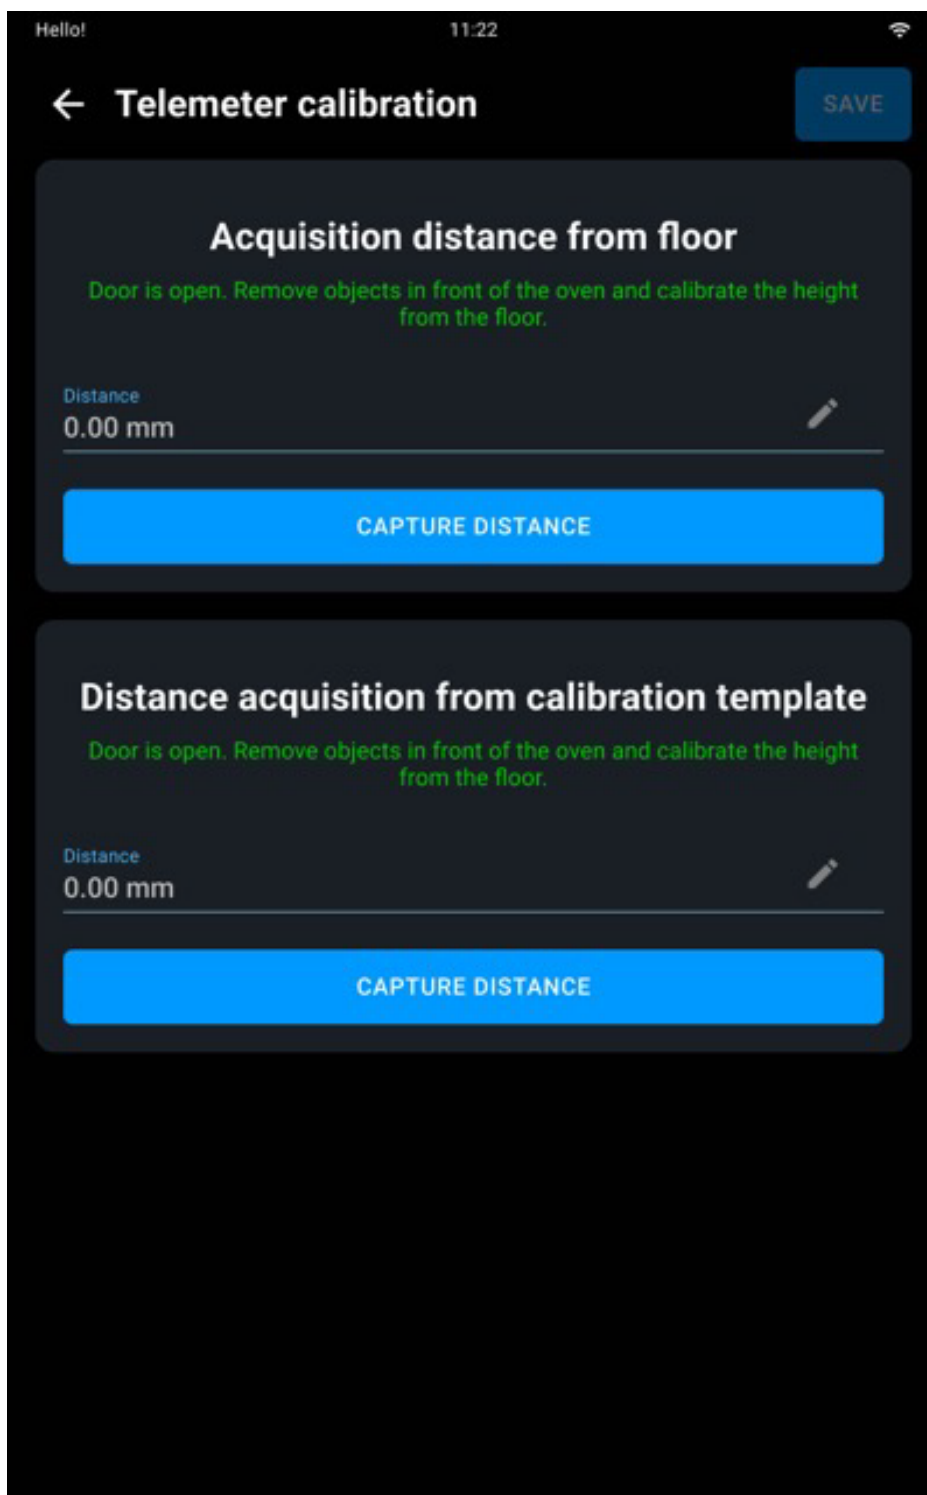 Hello!
11:22
Telemeter calibration
SAVE
Acquisition distance from floor
Door is open. Remove objects in front of the oven and calibrate the height
from the floor.
Distance
0.00 mm
CAPTURE DISTANCE
Distance acquisition from calibration template
Door is open. Remove objects in front of the oven and calibrate the height
from the floor.
Distance
0.00 mm
CAPTURE DISTANCE